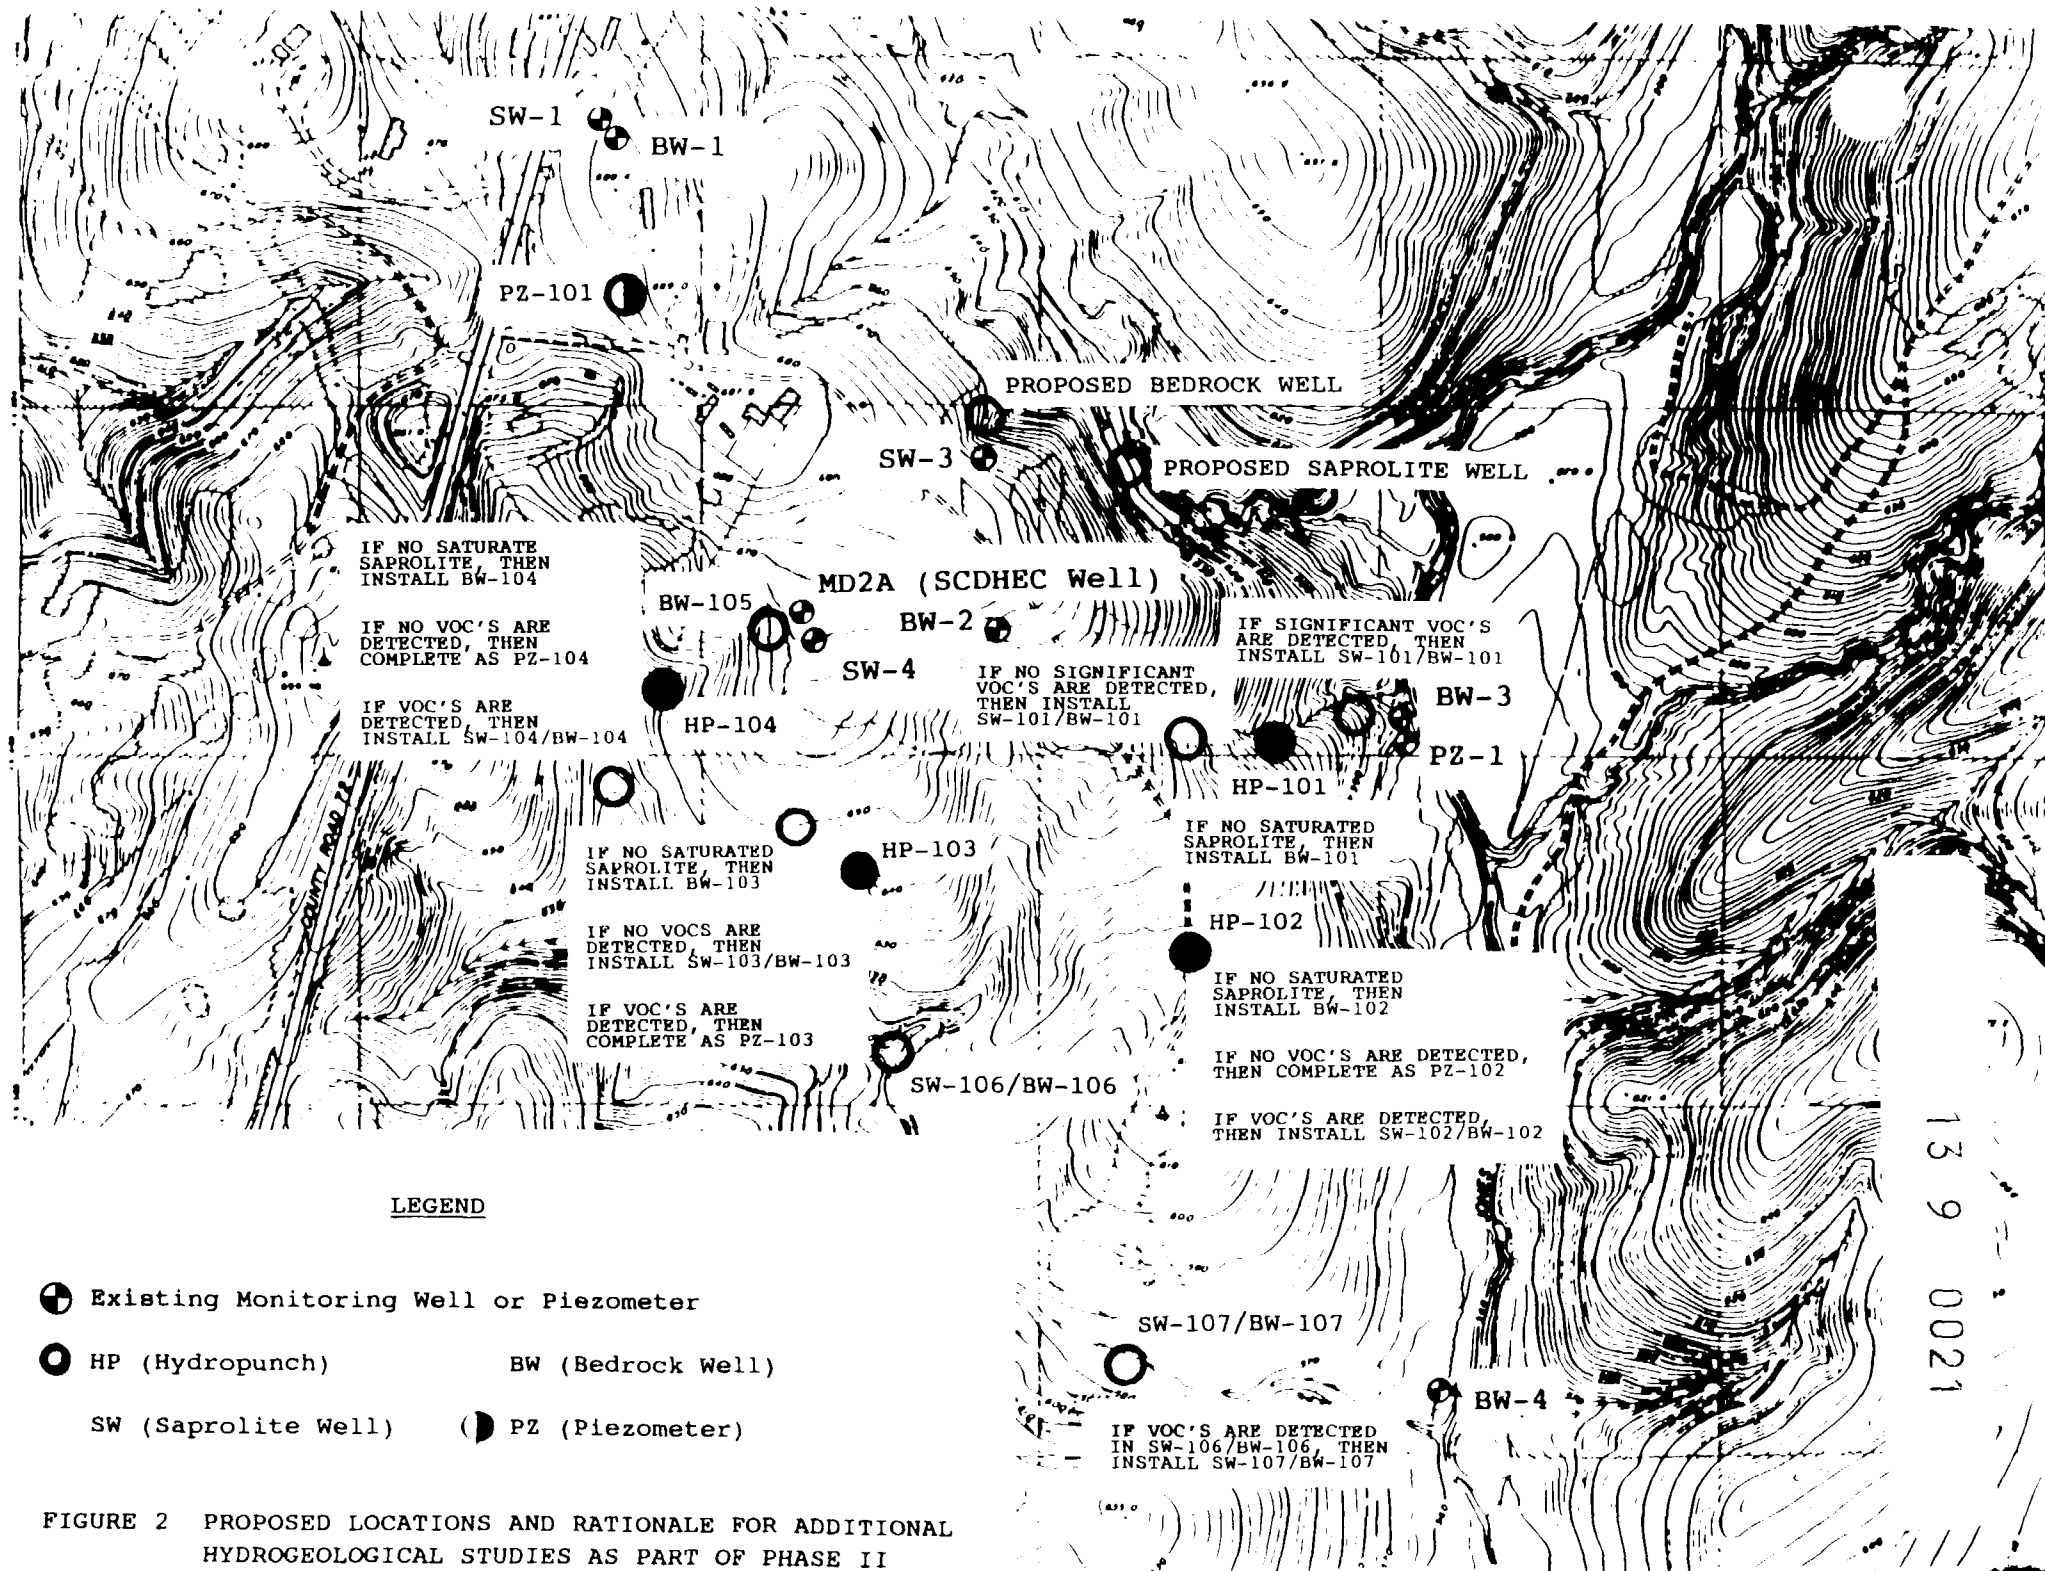 SW-1
BW-1
PZ-101
PROPOSED BEDROCK WELL
SW-3
PROPOSED SAPROLITE WELL
IF NO SATURATE
SAPROLITE, THEN
INSTALL BW-104
IF NO VOC'S ARE
DETECTED, THEN
COMPLETE AS PZ-104
IF VOC'S ARE
DETECTED, THEN
INSTALL SW-104/BW-104
MD2A (SCDHEC Well)
BW-105
BW-2
SW-4
HP-104
IF NO SIGNIFICANT
VOC'S ARE DETECTED,
THEN INSTALL
SW-101/BW-101
IF SIGNIFICANT VOC'S
ARE DETECTED, THEN
INSTALL SW-101/BW-101
BW-3
PZ-1
HP-101
IF NO SATURATED
SAPROLITE, THEN
INSTALL BW-101
COUNTY ROAD 72
IF NO SATURATED
SAPROLITE, THEN
INSTALL BW-103
IF NO VOCS ARE
DETECTED, THEN
INSTALL SW-103/BW-103
IF VOC'S ARE
DETECTED, THEN
COMPLETE AS PZ-103
HP-103
HP-102
IF NO SATURATED
SAPROLITE, THEN
INSTALL BW-102
IF NO VOC'S ARE DETECTED,
THEN COMPLETE AS PZ-102
IF VOC'S ARE DETECTED,
THEN INSTALL SW-102/BW-102
SW-106/BW-106
SW-107/BW-107
BW-4
IF VOC'S ARE DETECTED
IN SW-106/BW-106, THEN
INSTALL SW-107/BW-107
13 9 0021
LEGEND
Existing Monitoring Well or Piezometer
HP (Hydropunch)
BW (Bedrock Well)
SW (Saprolite Well)
PZ (Piezometer)
FIGURE 2 PROPOSED LOCATIONS AND RATIONALE FOR ADDITIONAL
HYDROGEOLOGICAL STUDIES AS PART OF PHASE II